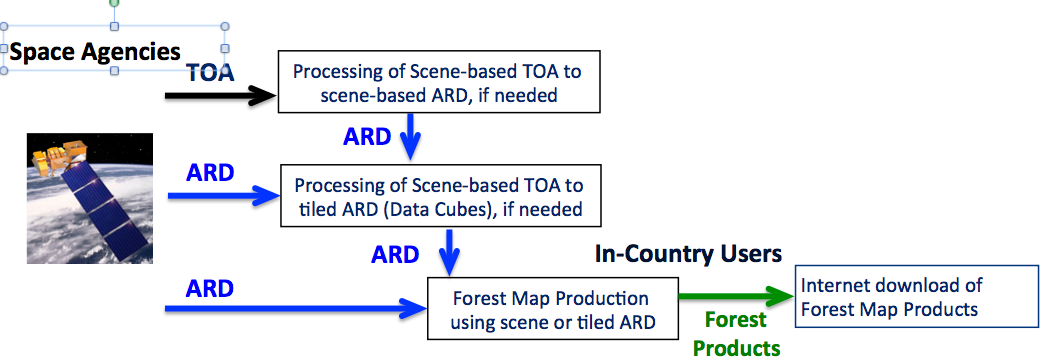 Space Agencies
TOA
Processing of Scene-based TOA to
scene-based ARD, if needed
ARD
ARD
Processing of Scene-based TOA to
tiled ARD (Data Cubes), if needed
ARD
In-Country Users
ARD
Forest Map Production
using scene or tiled ARD
Forest
Products
Internet download of
Forest Map Products